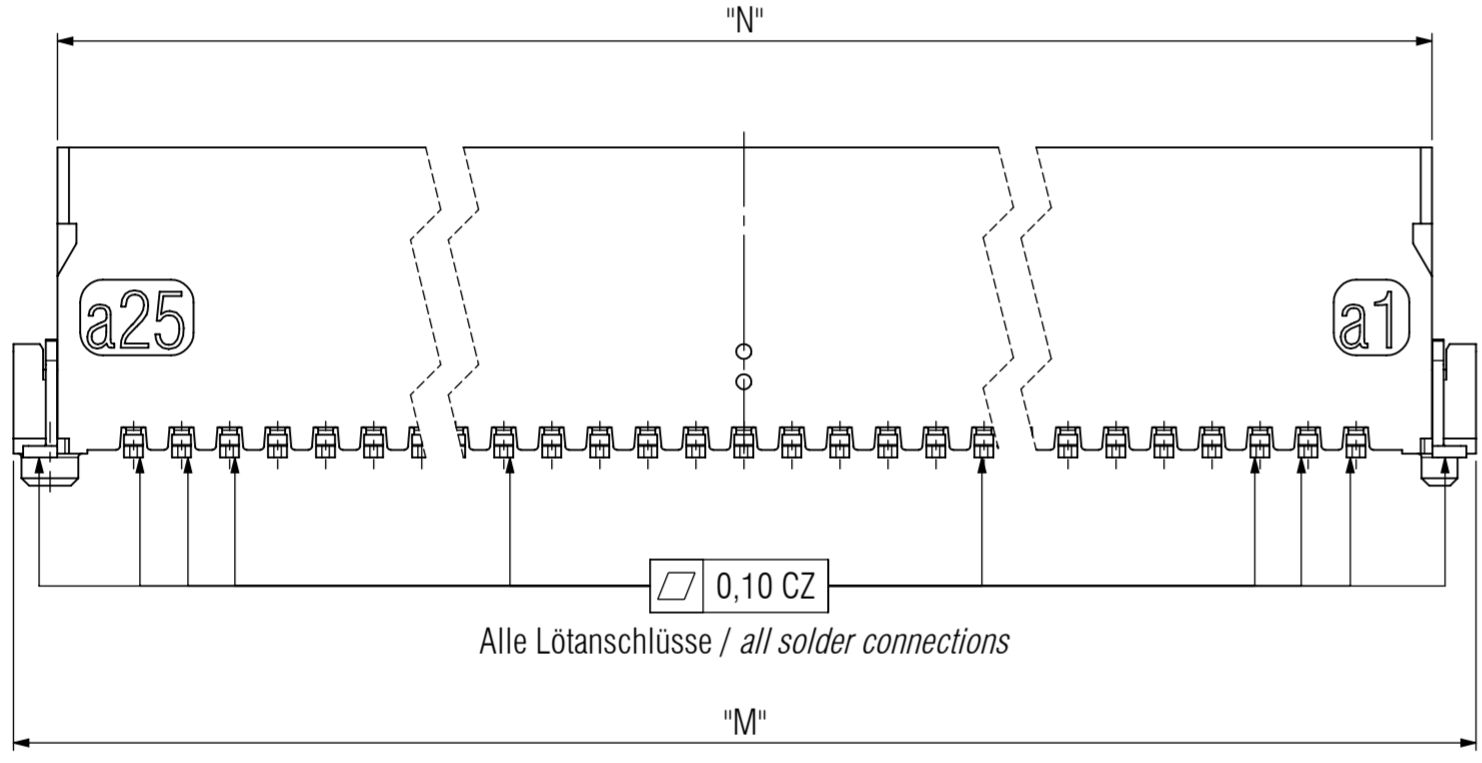 "N"
a25
a1
0,10 CZ
Alle Lötanschlüsse / all solder connections
"M"